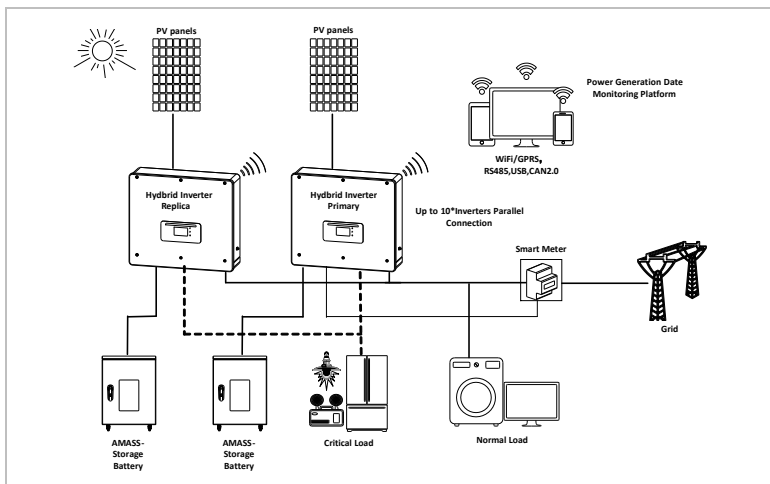 PV panels
PV panels
Power Generation Date
Monitoring Platform
WiFi/GPRS,
RS485,USB,CAN2.0
Hydbrid Inverter
Replica
Hydbrid Inverter
Primary
Up to 10*Inverters Parallel
Connection
Smart Meter
Grid
AMASS-
Storage
Battery
AMASS-
Storage
Battery
Critical Load
Normal Load